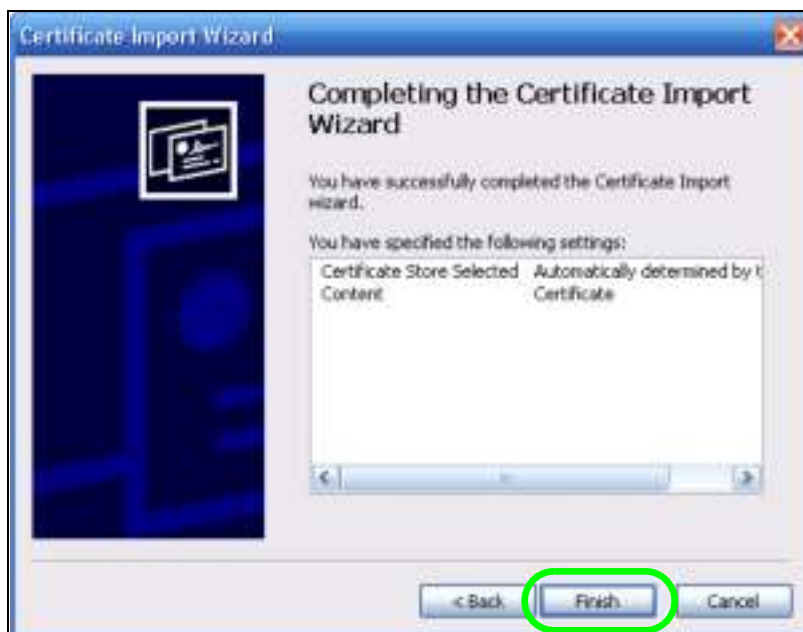 Certificate Import Wizard
Completing the Certificate Import
Wizard
You have successfully completed the Certificate Import
wizard.
You have specified the following settings:
Certificate Store Selected Automatically determined by t
Content Certificate
< Back Finish Cancel